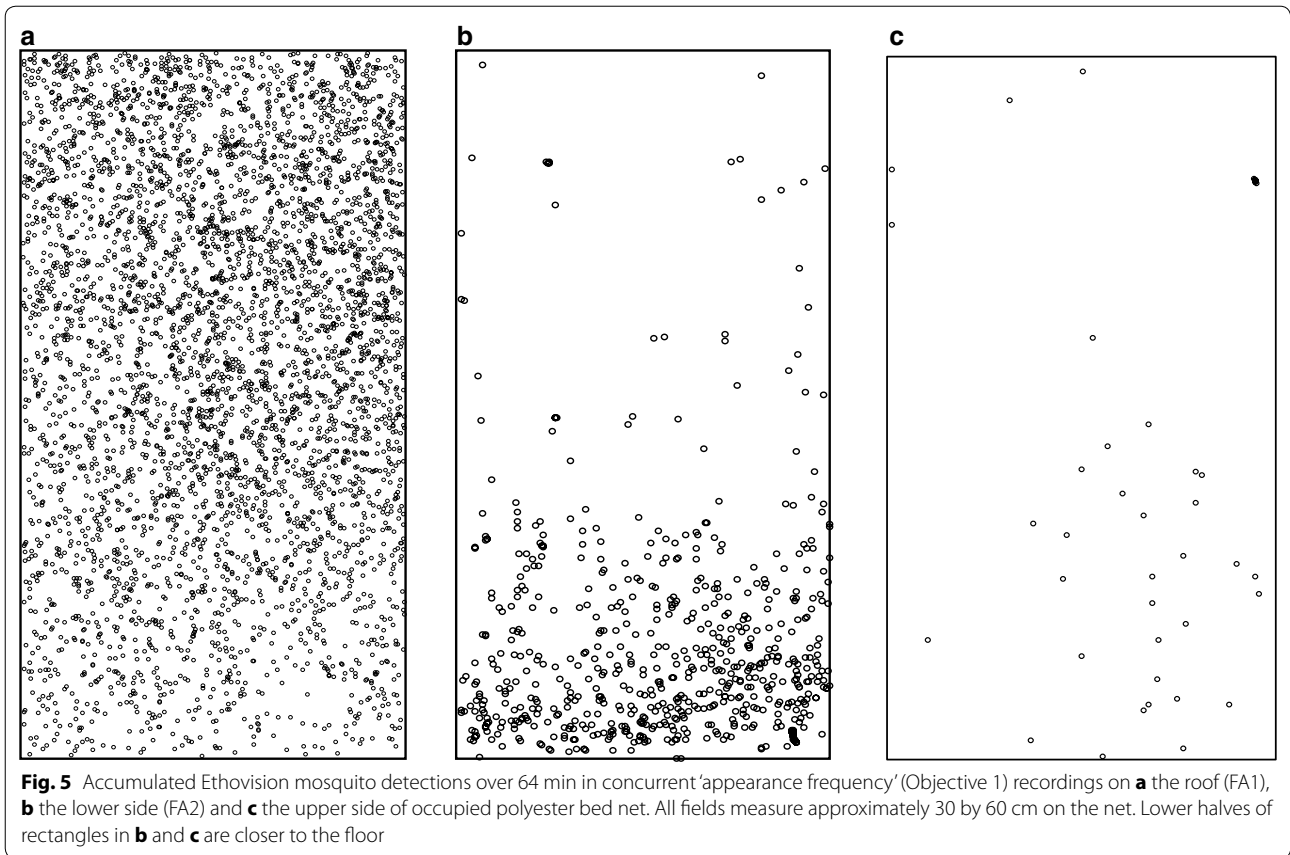 a
b
c
Fig. 5 Accumulated Ethovision mosquito detections over 64 min in concurrent ‘appearance frequency’ (Objective 1) recordings on a the roof (FA1),
b the lower side (FA2) and c the upper side of occupied polyester bed net. All fields measure approximately 30 by 60 cm on the net. Lower halves of
rectangles in b and c are closer to the floor